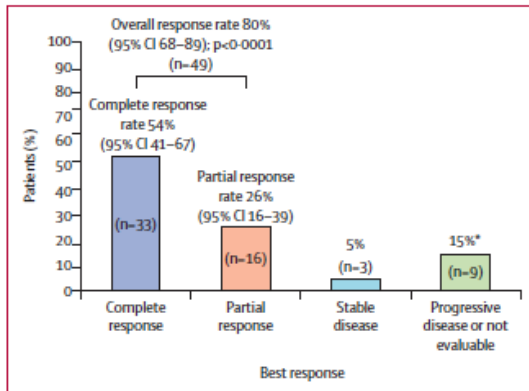 Overall response rate 80%
(95% CI 68–89); p<0·0001
(n=49)
Complete response
rate 54%
(95% CI 41–67)
Partial response
rate 26%
(95% CI 16–39)
5%
(n=3)
15%*
(n=9)
(n=33)
(n=16)
Patients (%)
100
90
80
70
60
50
40
30
20
10
0
Complete
response
Partial
response
Stable
disease
Progressive
disease or not
evaluable
Best response